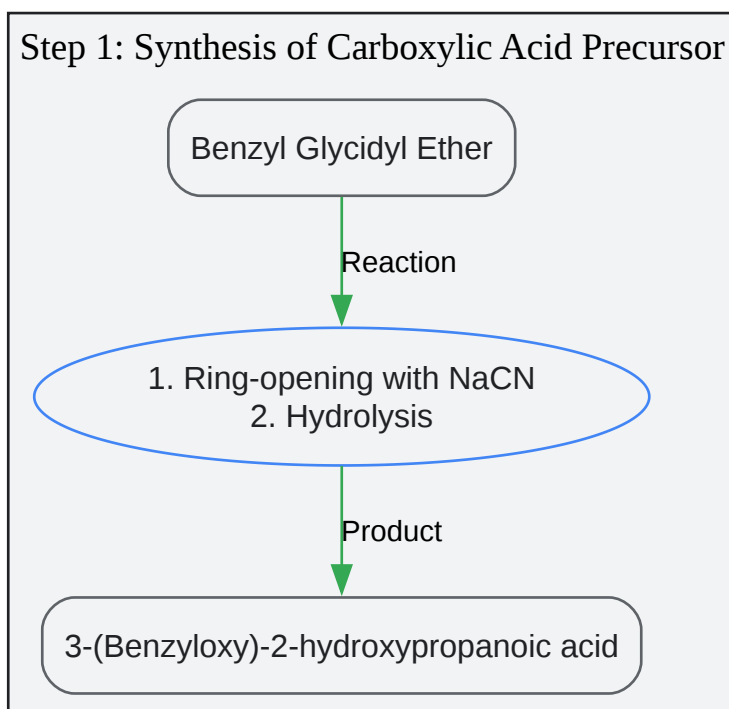 Step 1: Synthesis of Carboxylic Acid Precursor
Benzyl Glycidyl Ether
Reaction
1. Ring-opening with NaCN
2. Hydrolysis
Product
3-(Benzyloxy)-2-hydroxypropanoic acid